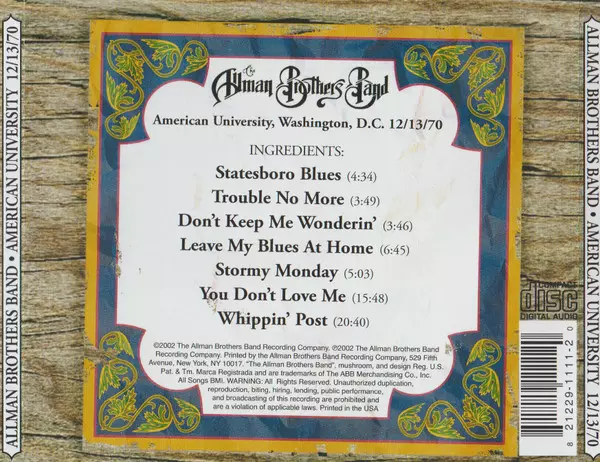 The
Allman Brothers Band
American University, Washington, D.C. 12/13/70
INGREDIENTS:
Statesboro Blues (4:34)
Trouble No More (3:49)
Don't Keep Me Wonderin' (3:46)
Leave My Blues At Home (6:45)
Stormy Monday (5:03)
You Don't Love Me (15:48)
Whippin' Post (20:40)
©2002 The Allman Brothers Band Recording Company, ℗2002 The Allman Brothers Band
Recording Company. Printed by the Allman Brothers Band Recording Company, 529 Fifth
Avenue, New York, NY 10017. "The Allman Brothers Band", mushroom, and design Reg. U.S.
Pat. & Tm. Marca Registrada and are trademarks of The ABB Merchandising Co., Inc.
All Songs BMI. WARNING: All Rights Reserved. Unauthorized duplication,
reproduction, biting, hiring, lending, public performance,
and broadcasting of this recording are prohibited and
are a violation of applicable laws. Printed in the USA
ALLMAN BROTHERS BAND • AMERICAN UNIVERSITY 12/13/70
ALLMAN BROTHERS BAND • AMERICAN UNIVERSITY 12/13/70
COMPACT
disc
DIGITAL AUDIO
8 21229-1111-2 0